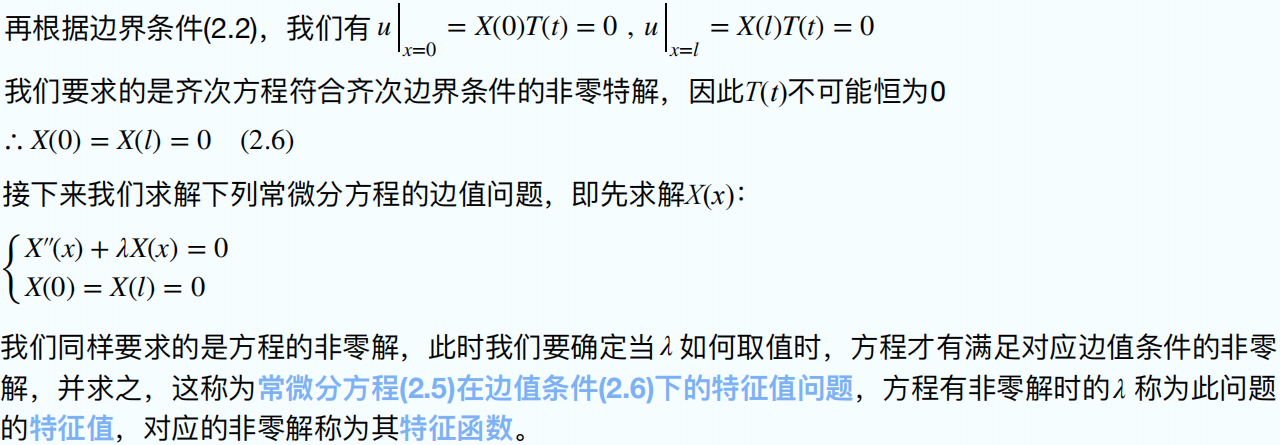 再根据边界条件(2.2)，我们有 u|x=0 = X(0)T(t) = 0 , u|x=l = X(l)T(t) = 0
我们要求的是齐次方程符合齐次边界条件的非零特解，因此T(t)不可能恒为0
∴ X(0) = X(l) = 0 (2.6)
接下来我们求解下列常微分方程的边值问题，即先求解X(x)：
X″(x) + λX(x) = 0
X(0) = X(l) = 0
我们同样要求的是方程的非零解，此时我们要确定当 λ 如何取值时，方程才有满足对应边值条件的非零
解，并求之，这称为常微分方程(2.5)在边值条件(2.6)下的特征值问题，方程有非零解时的 λ 称为此问题
的特征值，对应的非零解称为其特征函数。